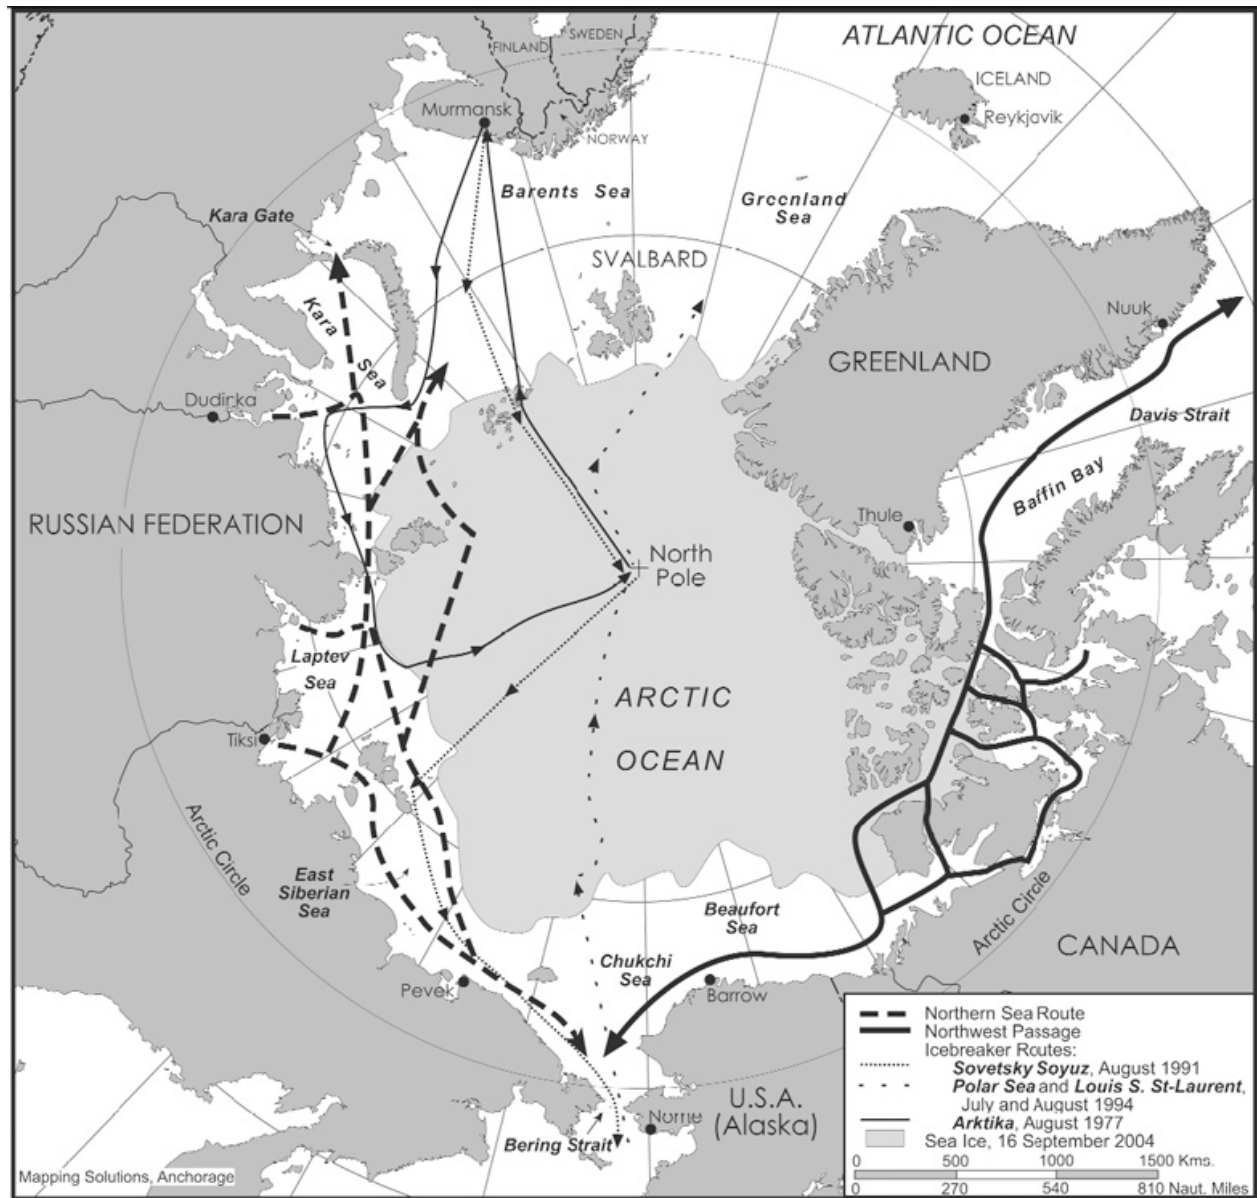 ATLANTIC OCEAN
SWEDEN
FINLAND
ICELAND
Murmansk
Reykjavik
NORWAY
Barents Sea
Greenland
Sea
Kara Gate
SVALBARD
Kara
Sea
Nuuk
GREENLAND
Dudirka
Davis Strait
Baffin Bay
RUSSIAN FEDERATION
Thule
North
Pole
Laptev
Sea
ARCTIC
OCEAN
Tiksi
Arctic Circle
East
Siberian
Sea
Beaufort
Sea
Arctic Circle
CANADA
Chukchi
Sea
Pevek
Barrow
U.S.A.
(Alaska)
Nome
Bering Strait
Northern Sea Route
Northwest Passage
Icebreaker Routes:
Sovetsky Soyuz, August 1991
Polar Sea and Louis S. St-Laurent,
July and August 1994
Arktika, August 1977
Sea Ice, 16 September 2004
0 500 1000 1500 Kms.
0 270 540 810 Naut. Miles
Mapping Solutions, Anchorage